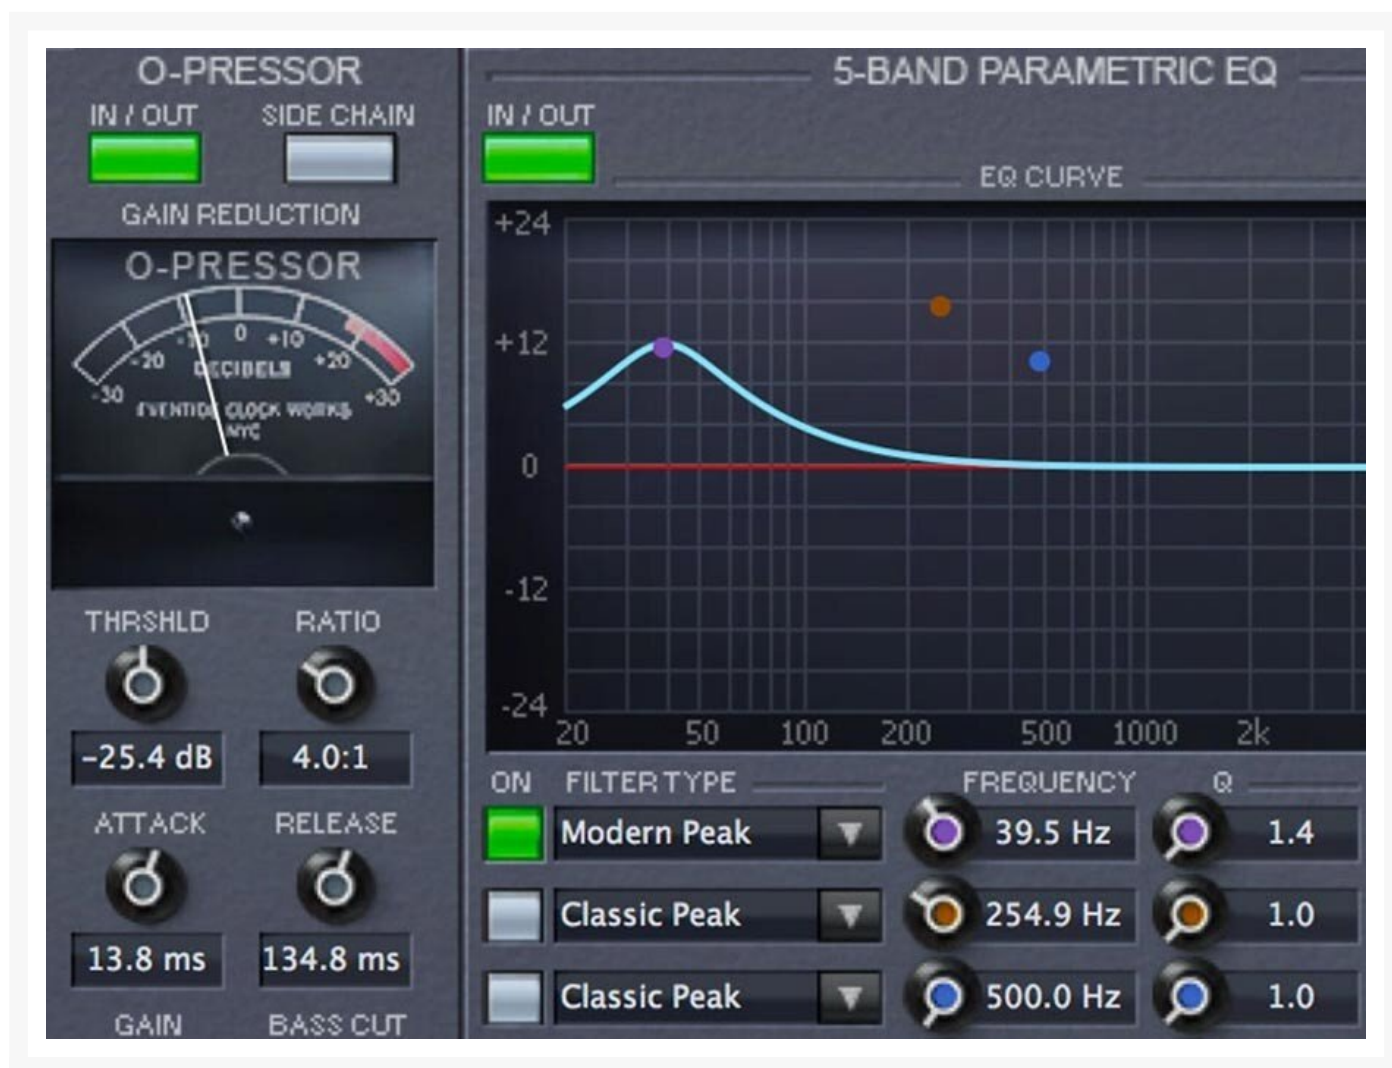 O-PRESSOR
IN / OUT SIDE CHAIN
GAIN REDUCTION
O-PRESSOR
-30 -20 -10 0 +10 +20 +30
DECIBELS
EVENTIDE CLOCK WORKS
NYC
THRSHLD RATIO
-25.4 dB 4.0:1
ATTACK RELEASE
13.8 ms 134.8 ms
GAIN BASS CUT
5-BAND PARAMETRIC EQ
IN / OUT
EQ CURVE
+24
+12
0
-12
-24
20 50 100 200 500 1000 2k
ON FILTER TYPE FREQUENCY Q
Modern Peak 39.5 Hz 1.4
Classic Peak 254.9 Hz 1.0
Classic Peak 500.0 Hz 1.0